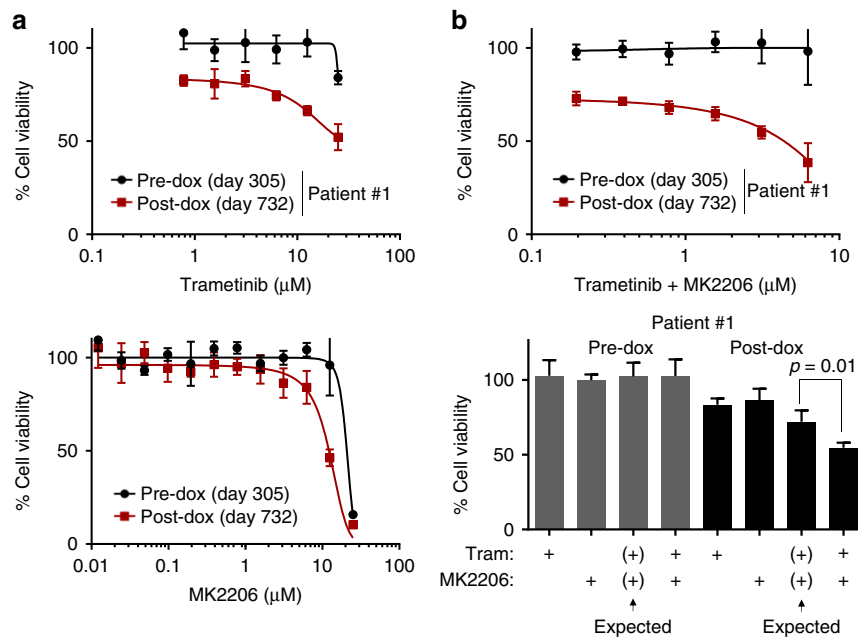 a
100
50
0
% Cell viability
Pre-dox (day 305)
Post-dox (day 732)
Patient #1
0.1
1
10
100
Trametinib (μM)
b
100
50
0
% Cell viability
Pre-dox (day 305)
Post-dox (day 732)
Patient #1
0.1
1
10
Trametinib + MK2206 (μM)
100
50
0
% Cell viability
Pre-dox (day 305)
Post-dox (day 732)
0.01
0.1
1
10
100
MK2206 (μM)
Patient #1
Pre-dox
Post-dox
p = 0.01
100
50
0
% Cell viability
Tram: + (+) + + (+) +
MK2206: + (+) + + (+) +
Expected
Expected